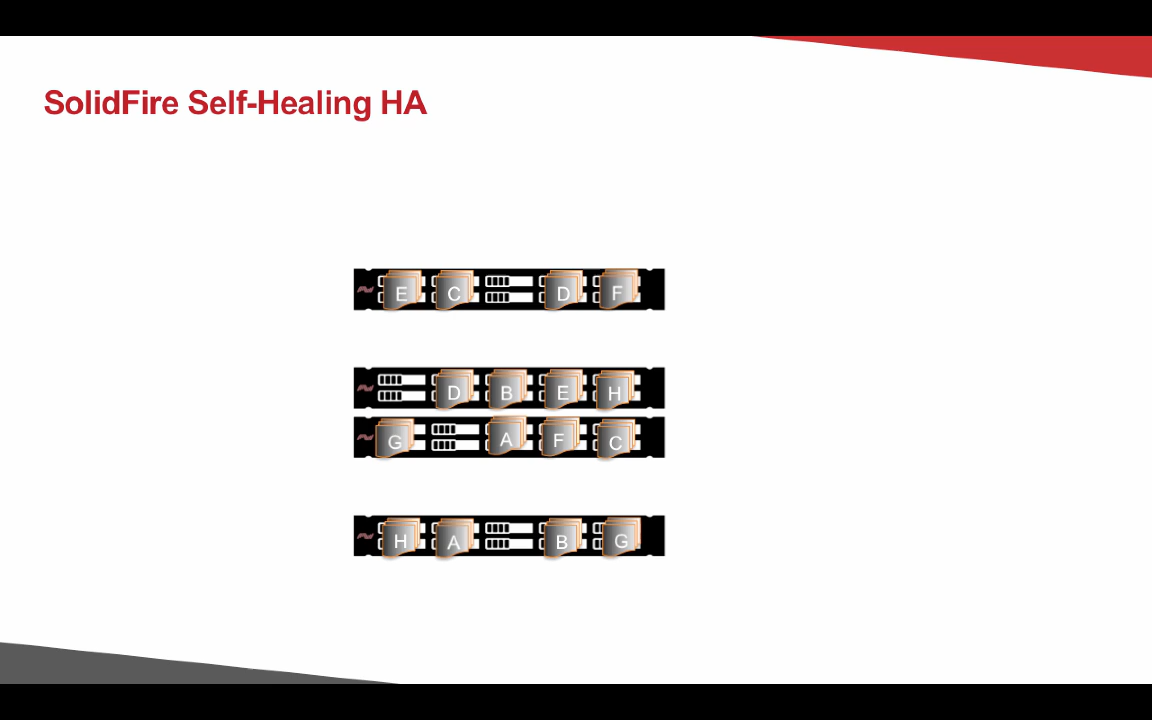 SolidFire Self-Healing HA
E C D F
D B E H
G A F C
H A B G